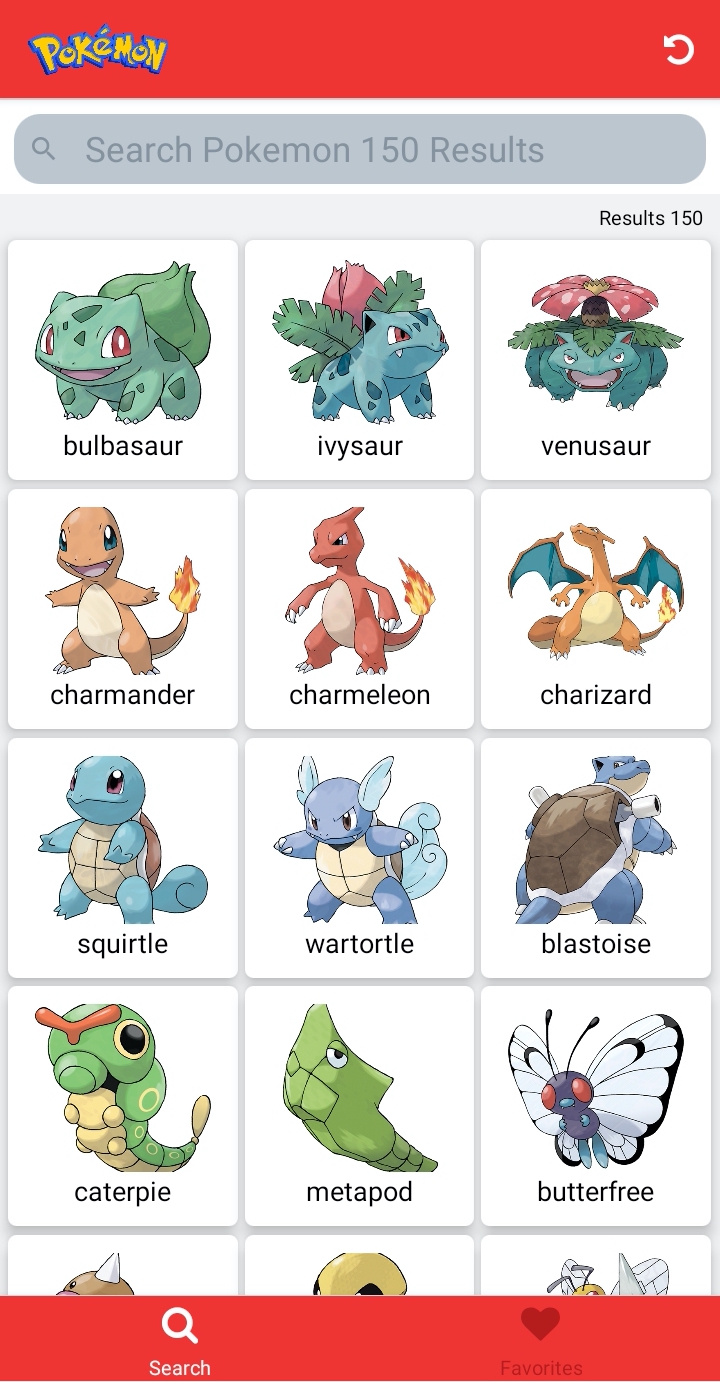 POKéMON
Search Pokemon 150 Results
Results 150
bulbasaur
ivysaur
venusaur
charmander
charmeleon
charizard
squirtle
wartortle
blastoise
caterpie
metapod
butterfree
Search
Favorites